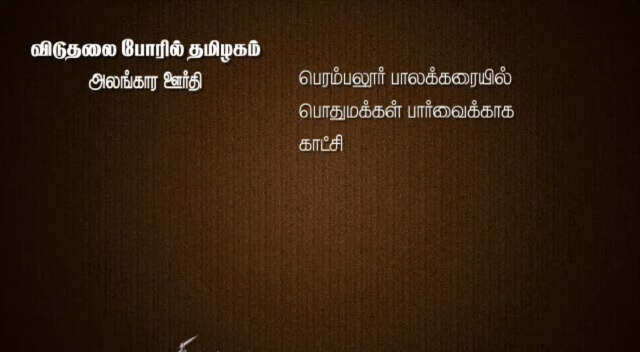 விடுதலை போரில் தமிழகம்
அலங்கார ஊர்தி
பெரம்பலூர் பாலக்கரையில்
பொதுமக்கள் பார்வைக்காக
காட்சி